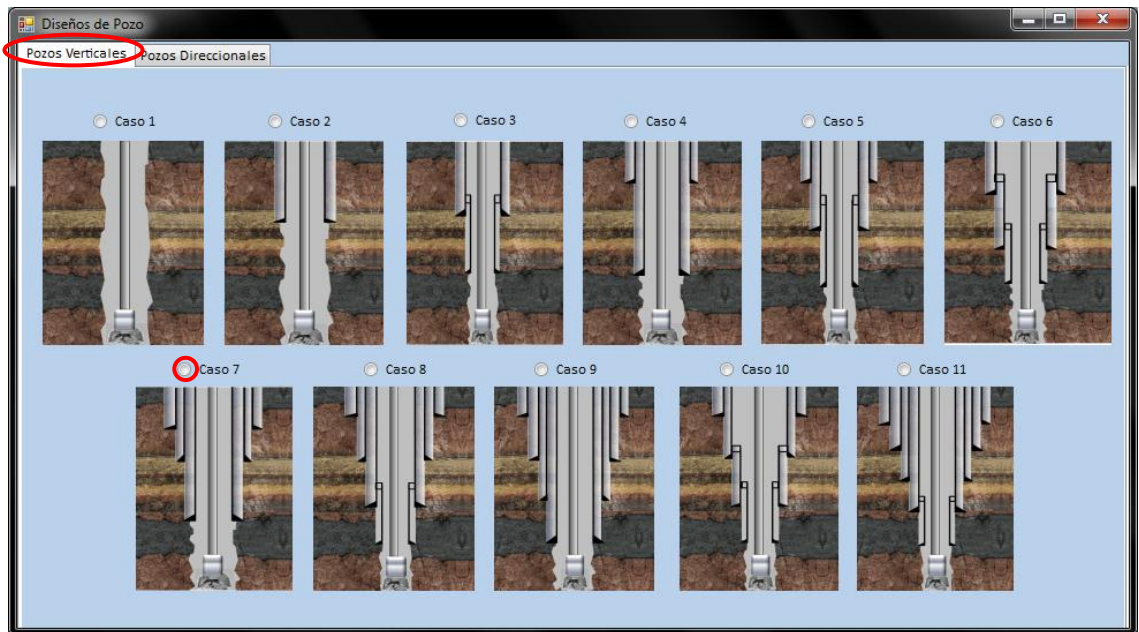 Diseños de Pozo
Pozos Verticales Pozos Direccionales
Caso 1 Caso 2 Caso 3 Caso 4 Caso 5 Caso 6
Caso 7 Caso 8 Caso 9 Caso 10 Caso 11